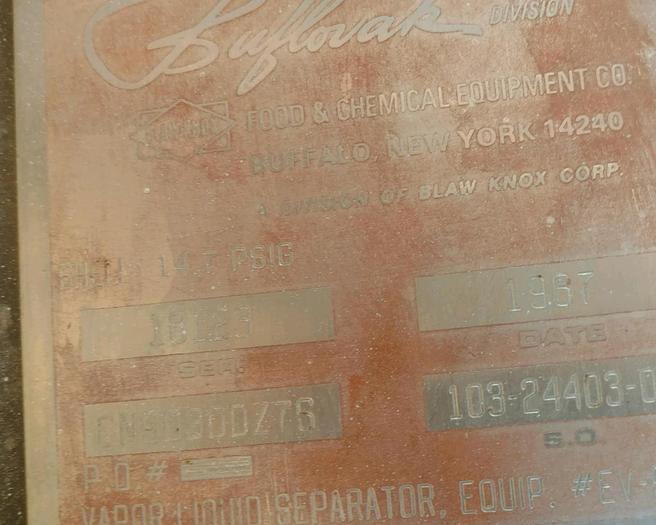 Buflovak DIVISION
FOOD & CHEMICAL EQUIPMENT CO.
BUFFALO, NEW YORK 14240
A DIVISION OF BLAW KNOX CORP.
14.7 PSIG
DATE
SER.
103-24403-0
S.O.
P.O.#
VAPOR LIQUID SEPARATOR, EQUIP. #EV-